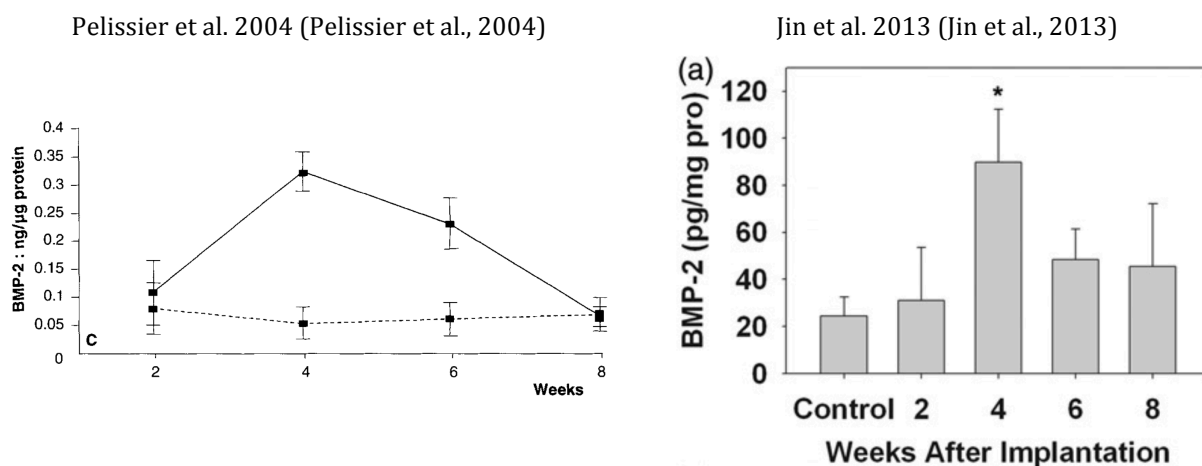 Pelissier et al. 2004 (Pelissier et al., 2004)
BMP-2 : ng/µg protein
0.4
0.35
0.3
0.25
0.2
0.15
0.1
0.05
0
C
2
4
6
8
Weeks
Jin et al. 2013 (Jin et al., 2013)
(a)
BMP-2 (pg/mg pro)
120
100
80
60
40
20
0
*
Control 2 4 6 8
Weeks After Implantation